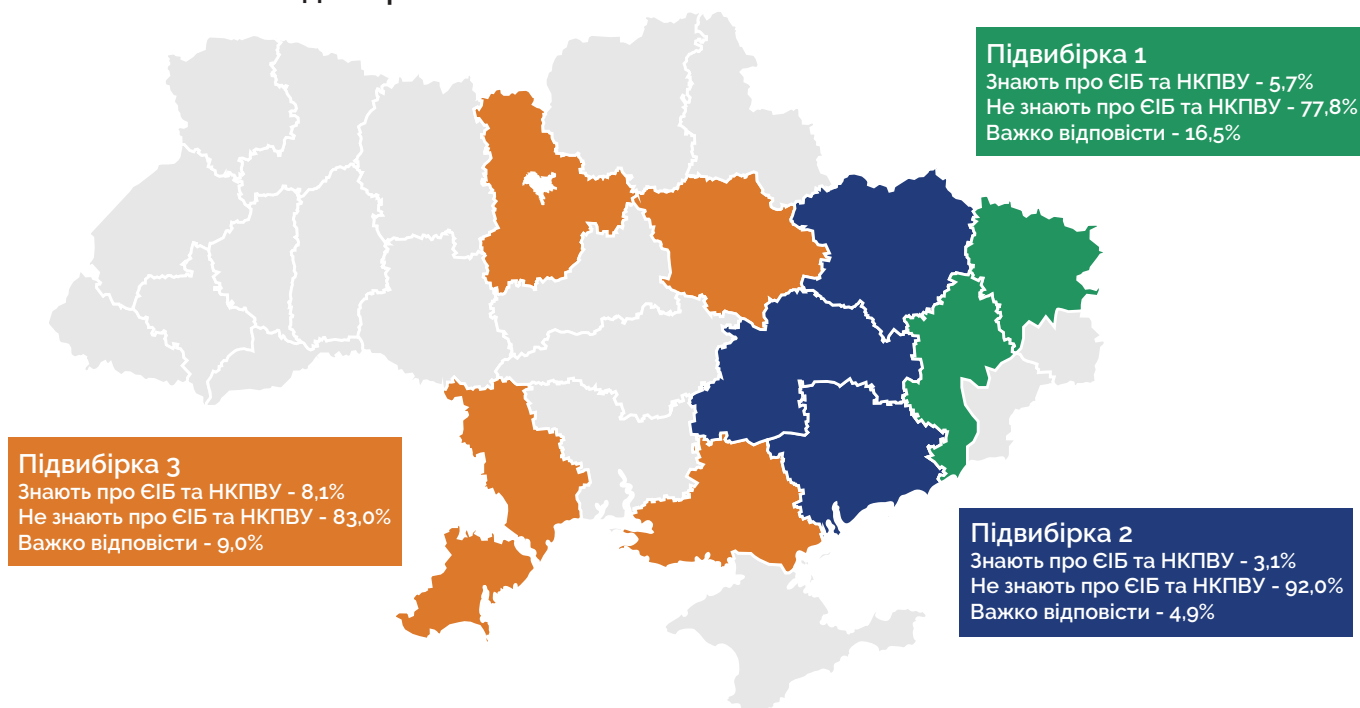 Підвибірка 1
Знають про ЄІБ та НКПВУ - 5,7%
Не знають про ЄІБ та НКПВУ - 77,8%
Важко відповісти - 16,5%
Підвибірка 3
Знають про ЄІБ та НКПВУ - 8,1%
Не знають про ЄІБ та НКПВУ - 83,0%
Важко відповісти - 9,0%
Підвибірка 2
Знають про ЄІБ та НКПВУ - 3,1%
Не знають про ЄІБ та НКПВУ - 92,0%
Важко відповісти - 4,9%